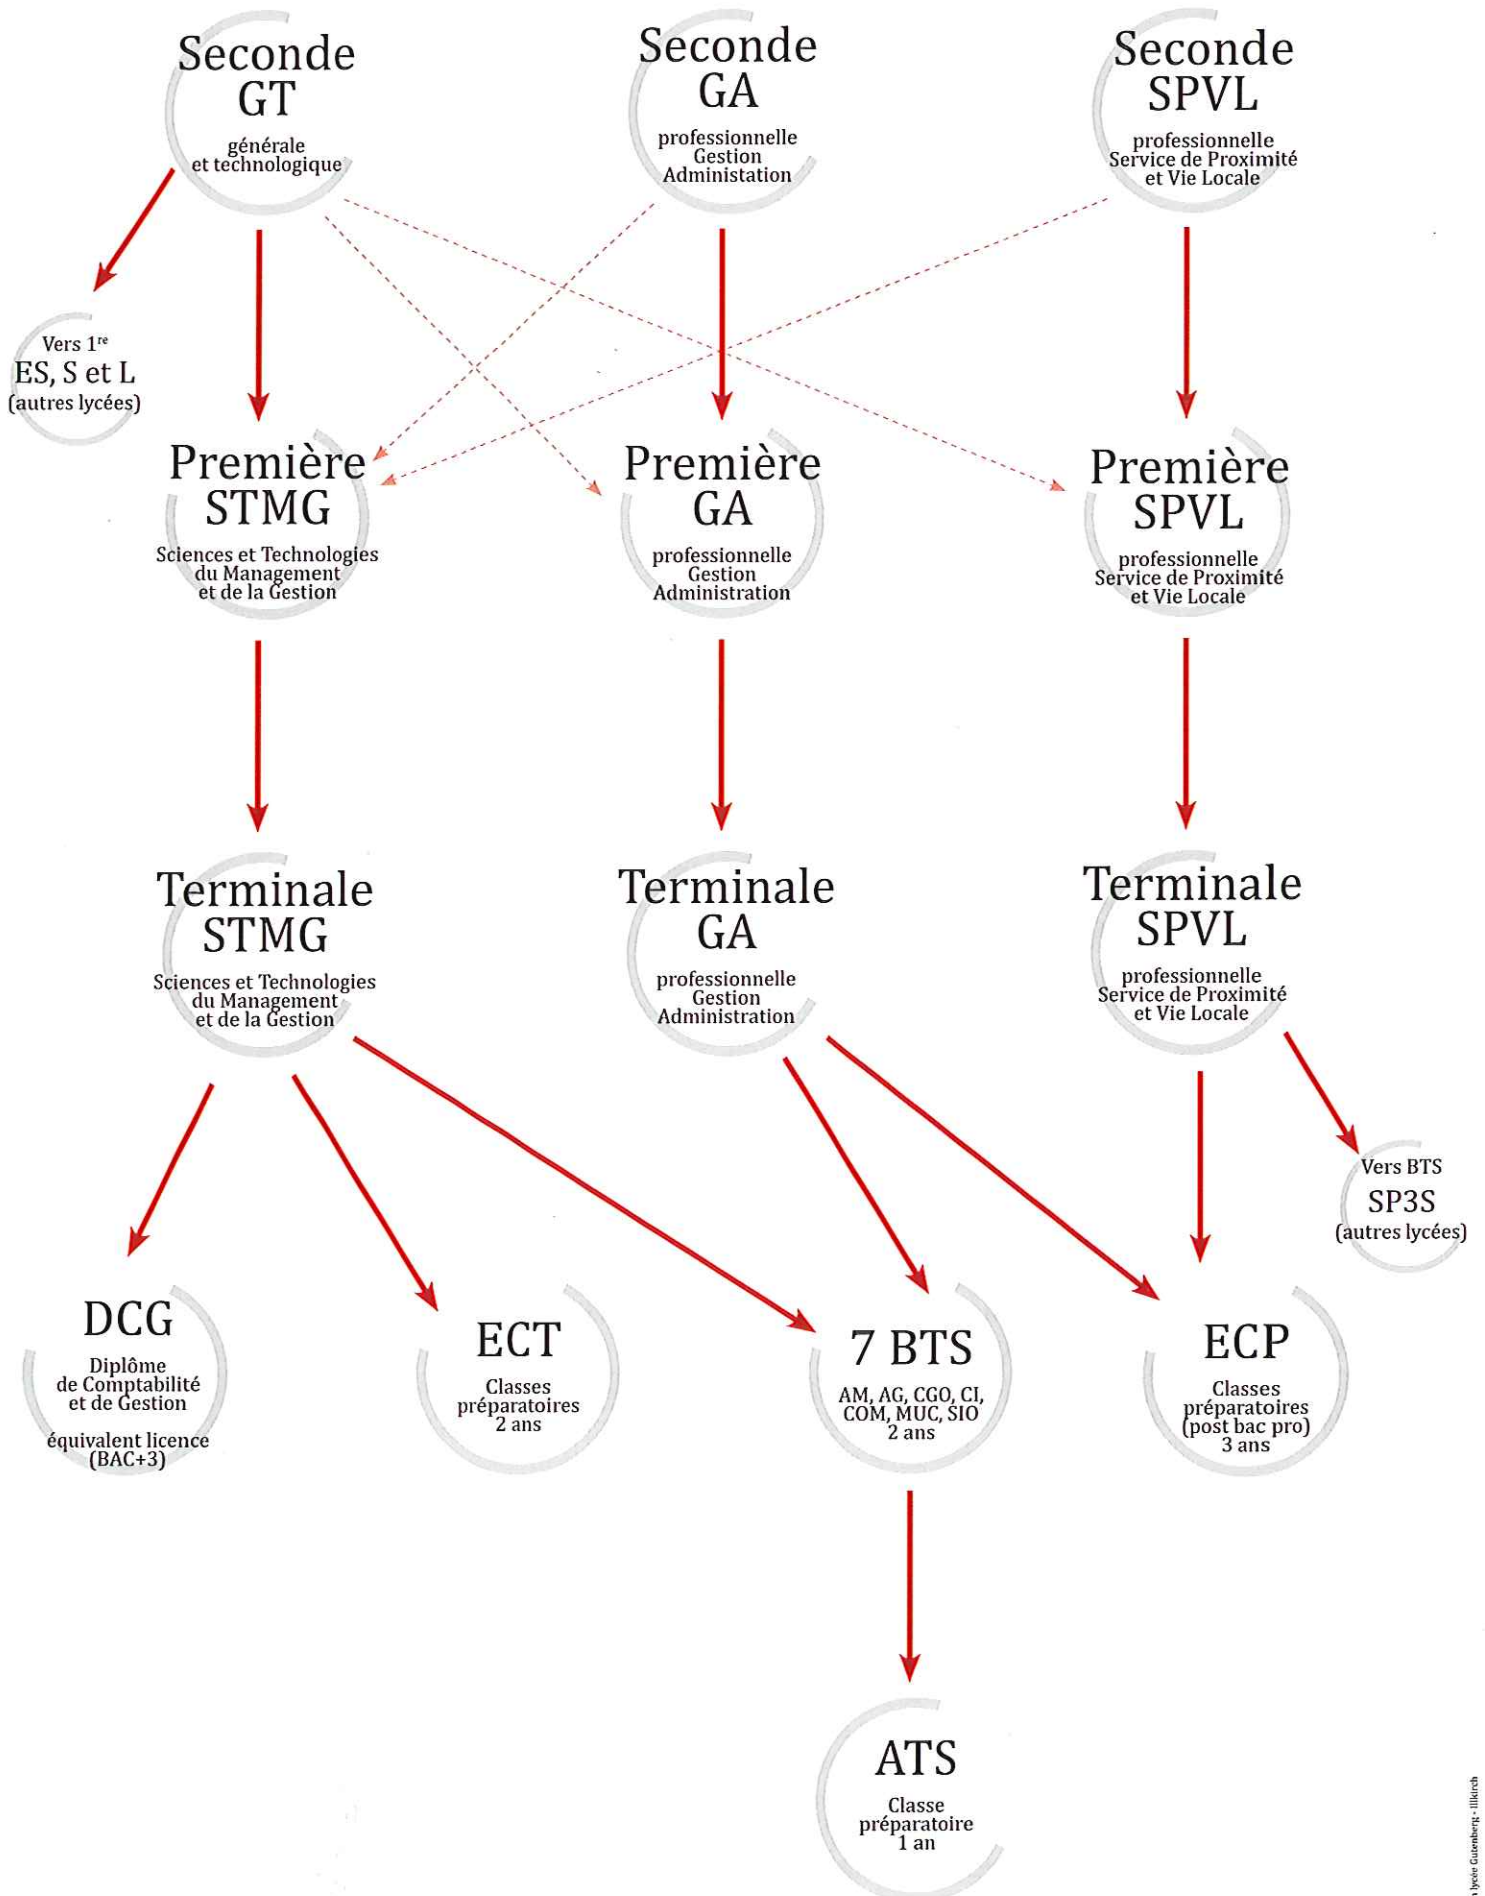 Seconde
GT
générale
et technologique
Seconde
GA
professionnelle
Gestion
Administation
Seconde
SPVL
professionnelle
Service de Proximité
et Vie Locale
Vers 1re
ES, S et L
(autres lycées)
Première
STMG
Sciences et Technologies
du Management
et de la Gestion
Première
GA
professionnelle
Gestion
Administration
Première
SPVL
professionnelle
Service de Proximité
et Vie Locale
Terminale
STMG
Sciences et Technologies
du Management
et de la Gestion
Terminale
GA
professionnelle
Gestion
Administration
Terminale
SPVL
professionnelle
Service de Proximité
et Vie Locale
Vers BTS
SP3S
(autres lycées)
DCG
Diplôme
de Comptabilité
et de Gestion
équivalent licence
(BAC+3)
ECT
Classes
préparatoires
2 ans
7 BTS
AM, AG, CGO, CI,
COM, MUC, SIO
2 ans
ECP
Classes
préparatoires
(post bac pro)
3 ans
ATS
Classe
préparatoire
1 an
lycée Gutenberg - Illkirch